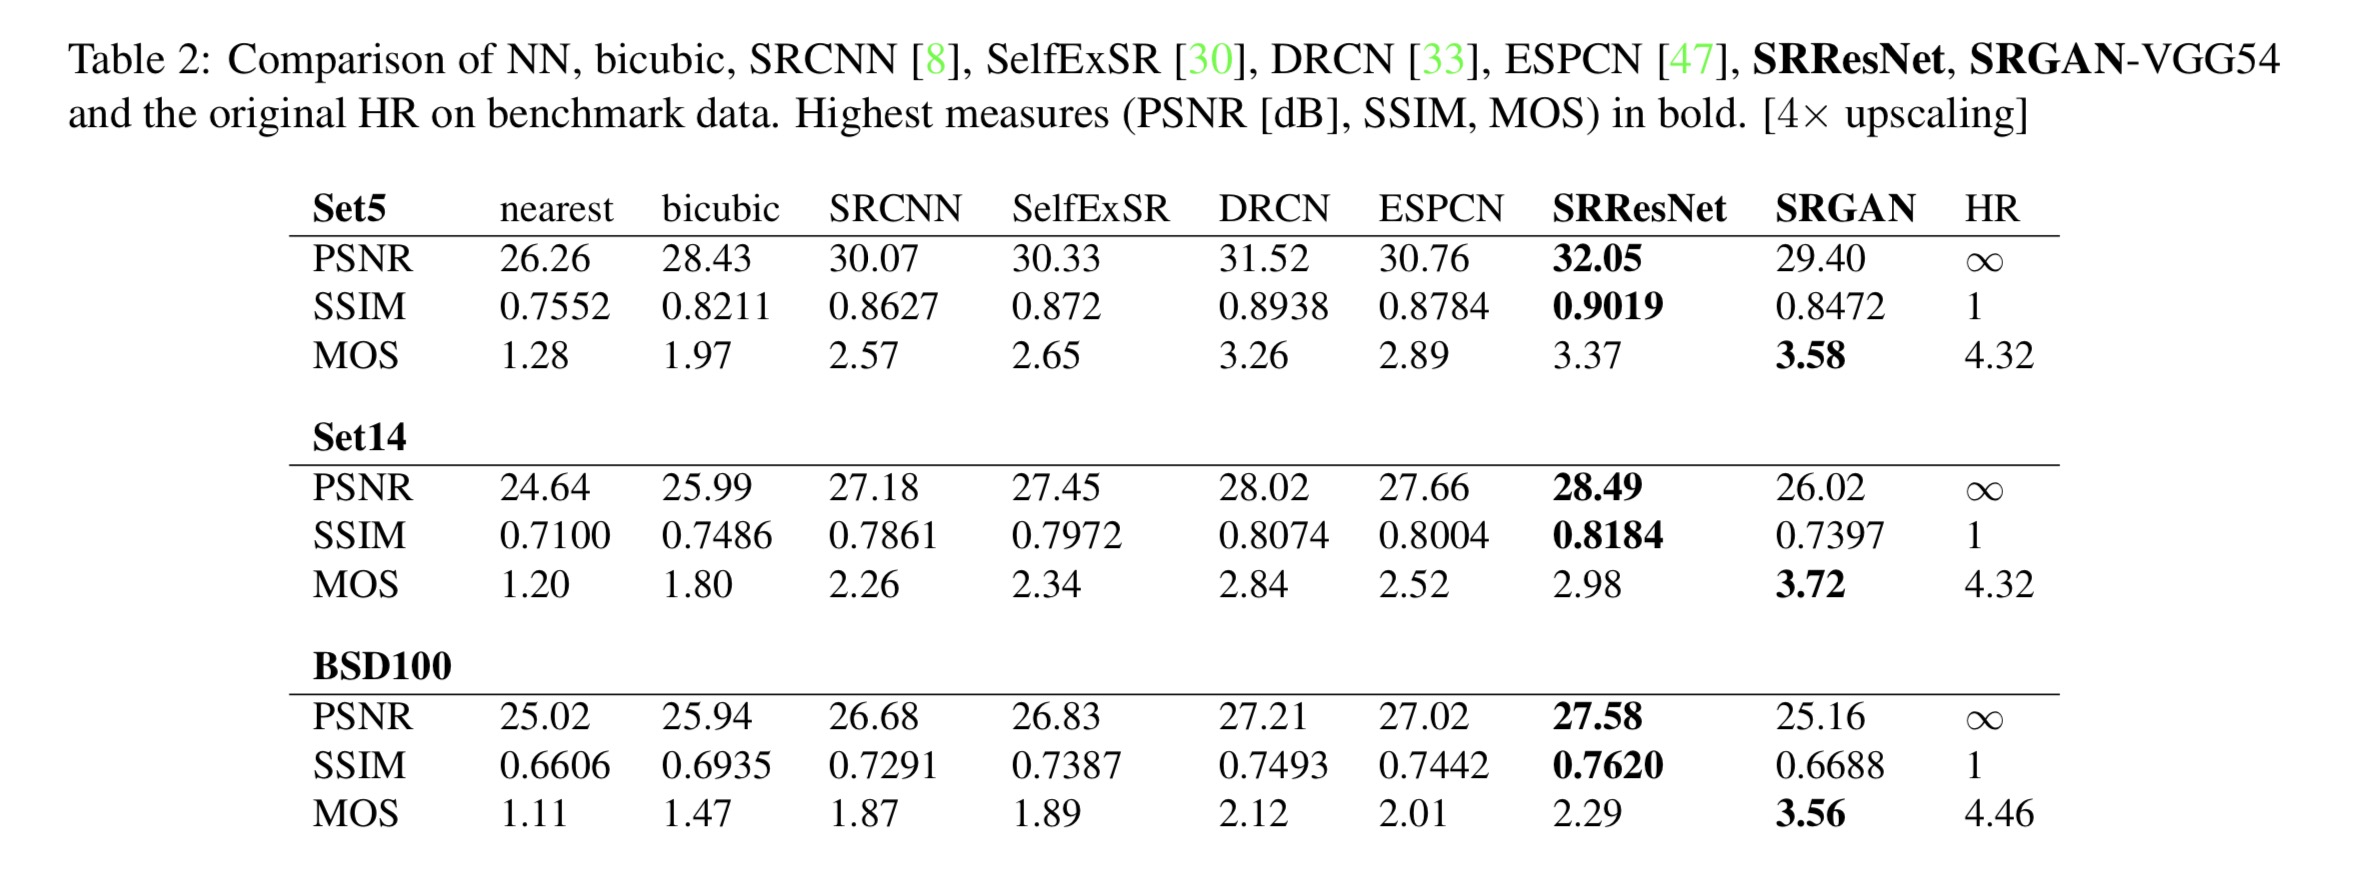 Table 2: Comparison of NN, bicubic, SRCNN [8], SelfExSR [30], DRCN [33], ESPCN [47], SRResNet, SRGAN-VGG54
and the original HR on benchmark data. Highest measures (PSNR [dB], SSIM, MOS) in bold. [4× upscaling]
Set5 nearest bicubic SRCNN SelfExSR DRCN ESPCN SRResNet SRGAN HR
PSNR 26.26 28.43 30.07 30.33 31.52 30.76 32.05 29.40 ∞
SSIM 0.7552 0.8211 0.8627 0.872 0.8938 0.8784 0.9019 0.8472 1
MOS 1.28 1.97 2.57 2.65 3.26 2.89 3.37 3.58 4.32
Set14
PSNR 24.64 25.99 27.18 27.45 28.02 27.66 28.49 26.02 ∞
SSIM 0.7100 0.7486 0.7861 0.7972 0.8074 0.8004 0.8184 0.7397 1
MOS 1.20 1.80 2.26 2.34 2.84 2.52 2.98 3.72 4.32
BSD100
PSNR 25.02 25.94 26.68 26.83 27.21 27.02 27.58 25.16 ∞
SSIM 0.6606 0.6935 0.7291 0.7387 0.7493 0.7442 0.7620 0.6688 1
MOS 1.11 1.47 1.87 1.89 2.12 2.01 2.29 3.56 4.46